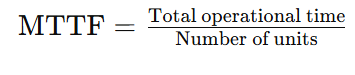 MTTF = Total operational time / Number of units